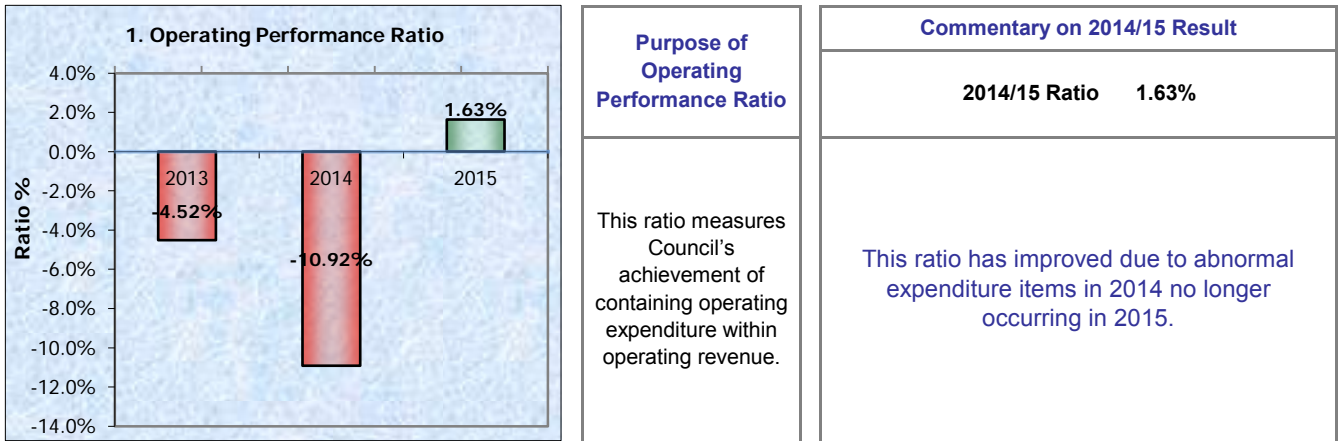 1. Operating Performance Ratio
4.0%
2.0%
0.0%
-2.0%
-4.0%
-6.0%
-8.0%
-10.0%
-12.0%
-14.0%
Ratio %
1.63%
2013
2014
2015
-4.52%
-10.92%
Purpose of
Operating
Performance Ratio
This ratio measures
Council's
achievement of
containing operating
expenditure within
operating revenue.
Commentary on 2014/15 Result
2014/15 Ratio 1.63%
This ratio has improved due to abnormal
expenditure items in 2014 no longer
occurring in 2015.